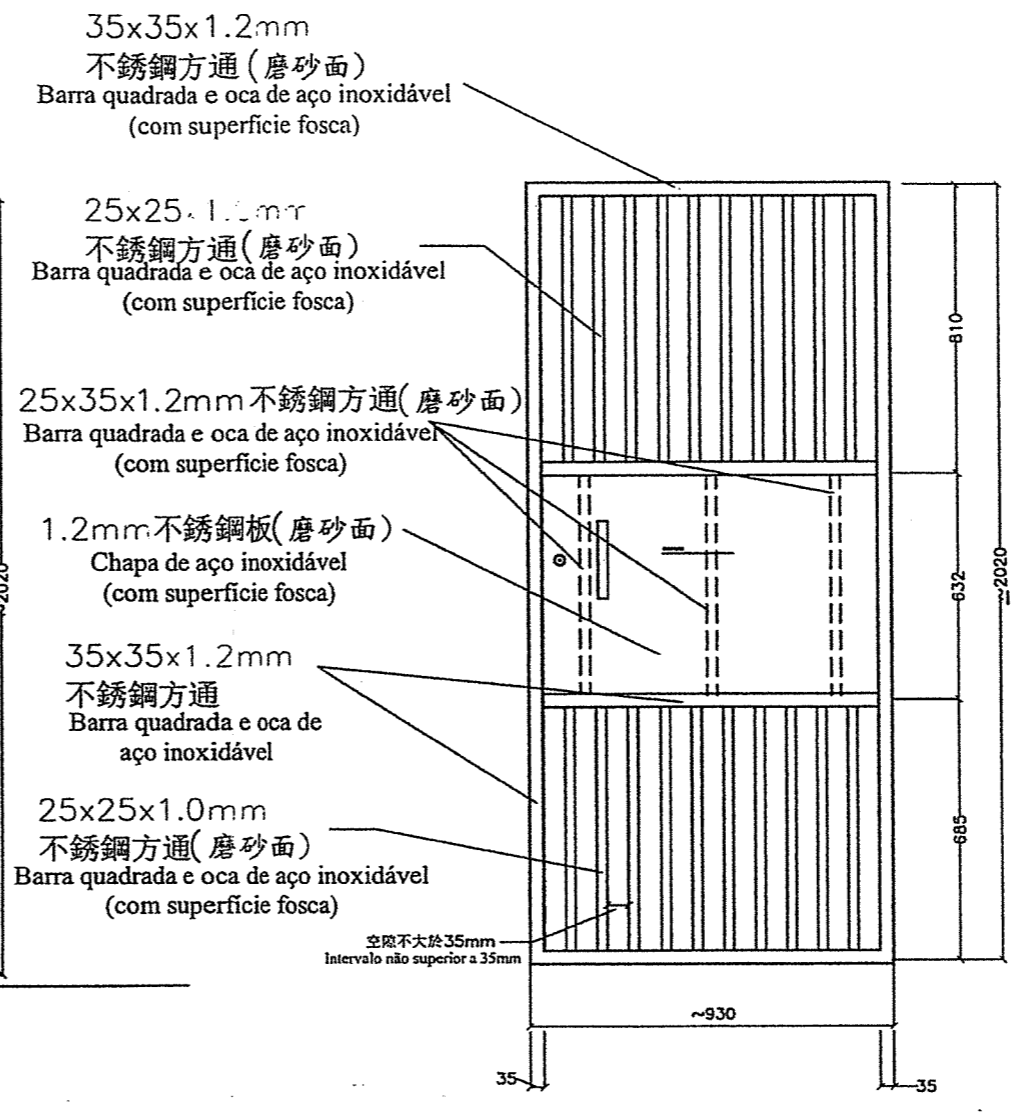 35x35x1.2mm
不銹鋼方通(磨砂面)
Barra quadrada e oca de aço inoxidável
(com superfície fosca)
25x25
不銹鋼方通(磨砂面)
Barra quadrada e oca de aço inoxidável
(com superfície fosca)
25x35x1.2mm不銹鋼方通(磨砂面)
Barra quadrada e oca de aço inoxidável
(com superfície fosca)
1.2mm不銹鋼板(磨砂面)
Chapa de aço inoxidável
(com superfície fosca)
35x35x1.2mm
不銹鋼方通
Barra quadrada e oca de
aço inoxidável
25x25x1.0mm
不銹鋼方通(磨砂面)
Barra quadrada e oca de aço inoxidável
(com superfície fosca)
空隙不大於35mm
Intervalo não superior a 35mm
810
632
685
~2020
~930
35
35